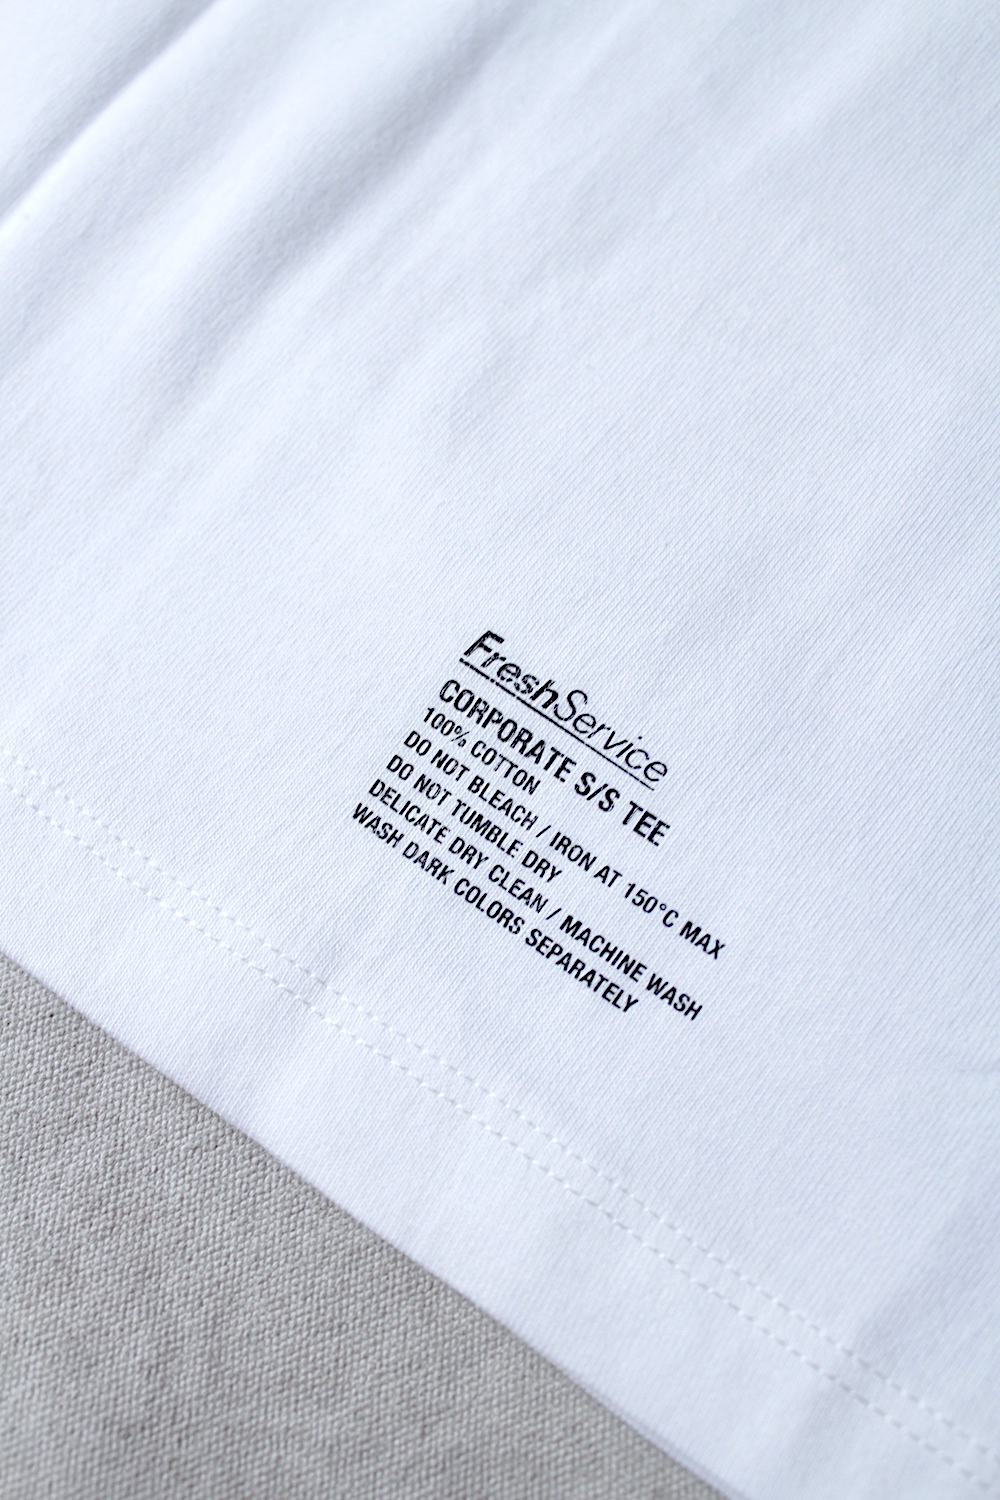 FreshService
CORPORATE S/S TEE
100% COTTON
DO NOT BLEACH / IRON AT 150°C MAX
DO NOT TUMBLE DRY
DELICATE DRY CLEAN / MACHINE WASH
WASH DARK COLORS SEPARATELY